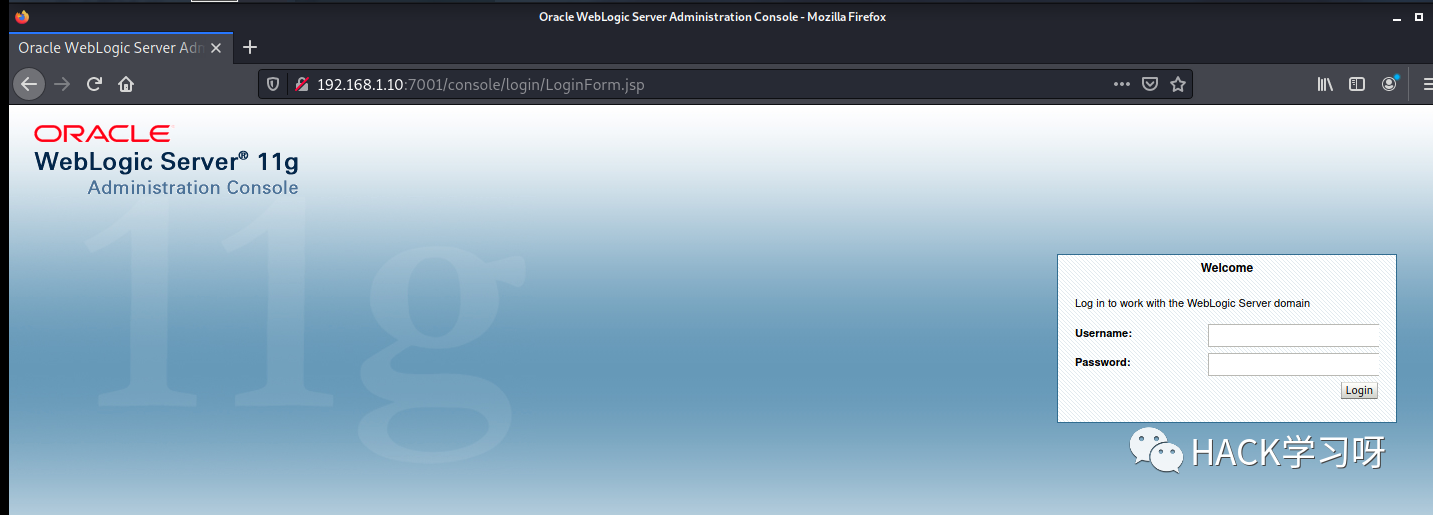 Oracle WebLogic Server Administration Console - Mozilla Firefox
Oracle WebLogic Server Adm
192.168.1.10:7001/console/login/LoginForm.jsp
ORACLE
WebLogic Server® 11g
Administration Console
11g
Welcome
Log in to work with the WebLogic Server domain
Username:
Password:
Login
HACK学习呀